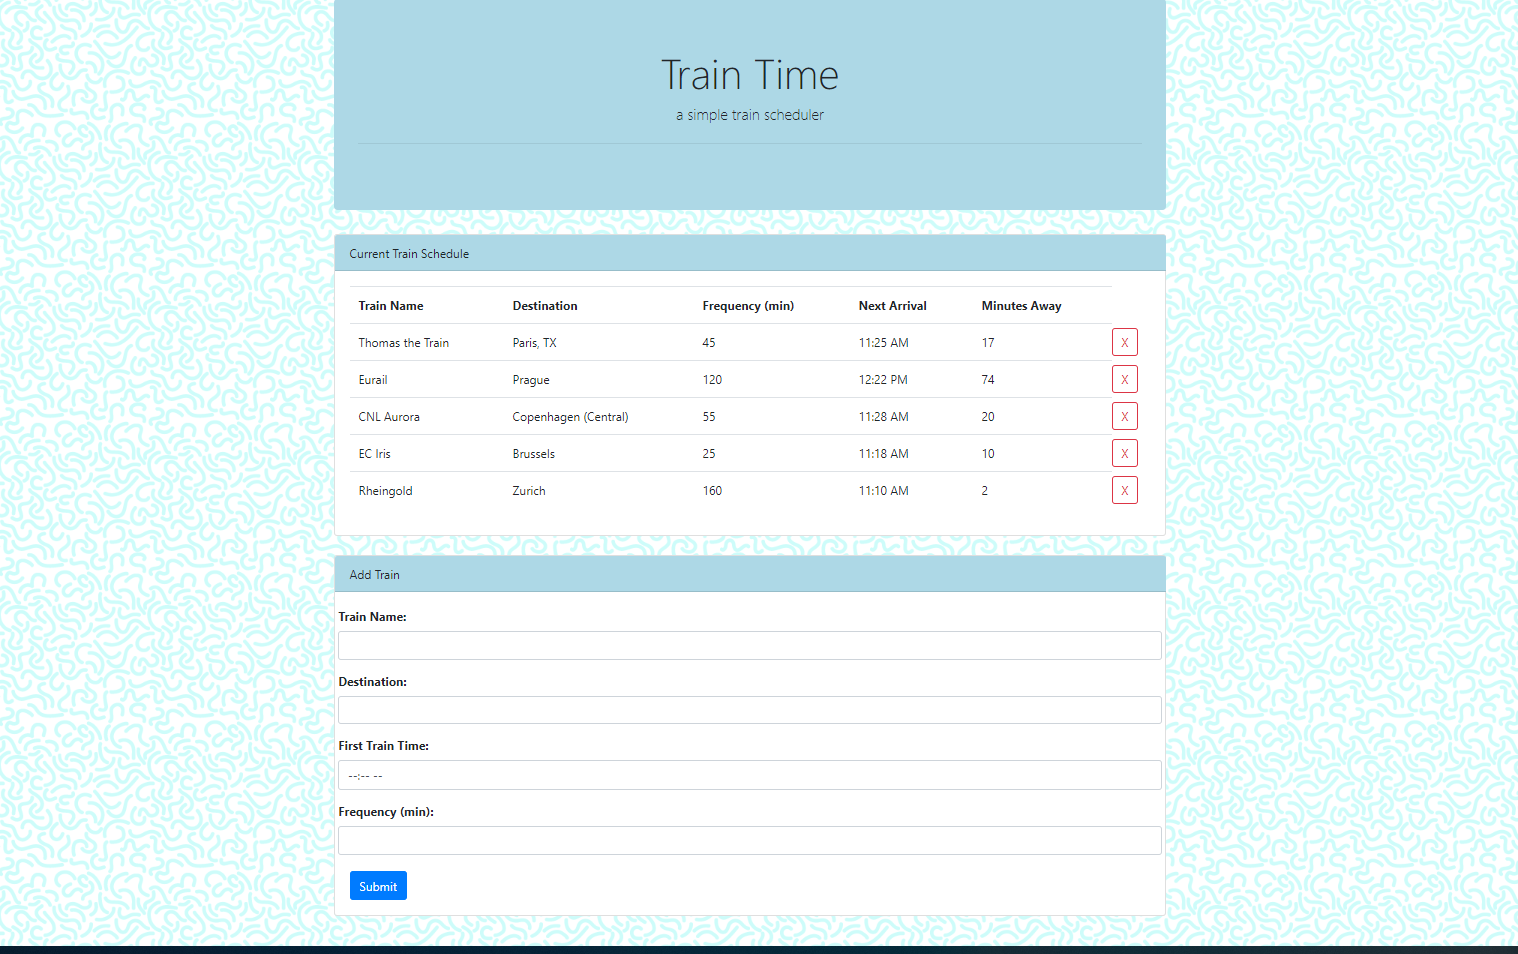 Train Time
a simple train scheduler
Current Train Schedule
Train Name Destination Frequency (min) Next Arrival Minutes Away
Thomas the Train Paris, TX 45 11:25 AM 17 X
Eurail Prague 120 12:22 PM 74 X
CNL Aurora Copenhagen (Central) 55 11:28 AM 20 X
EC Iris Brussels 25 11:18 AM 10 X
Rheingold Zurich 160 11:10 AM 2 X
Add Train
Train Name:
Destination:
First Train Time:
--:-- --
Frequency (min):
Submit